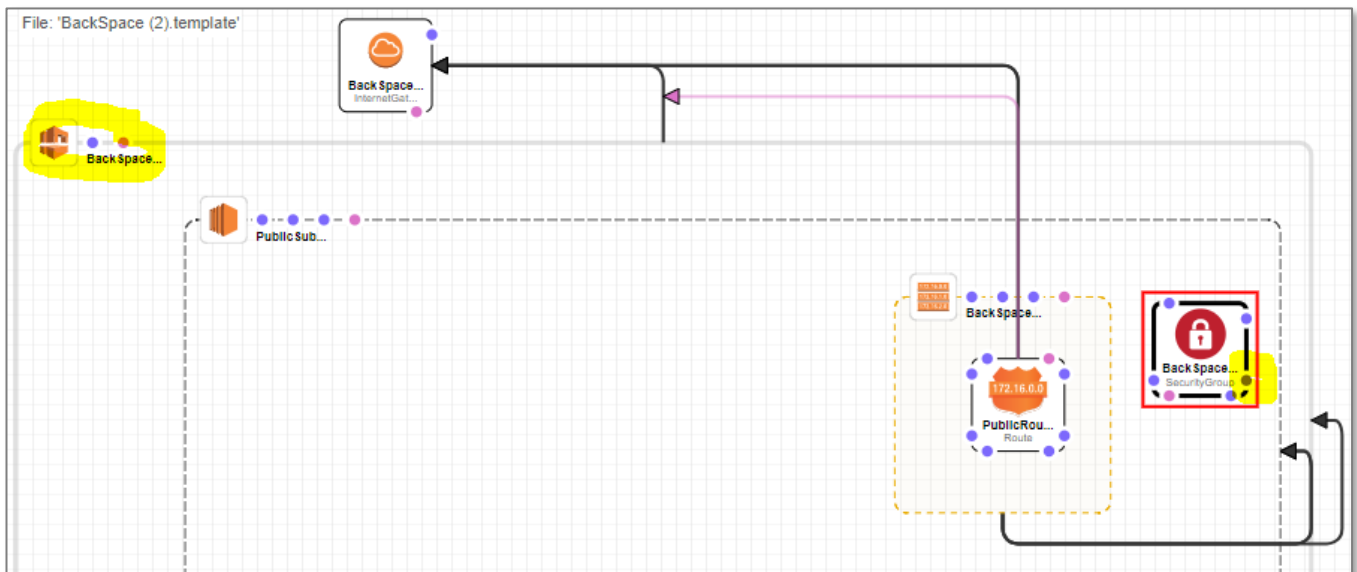 File: 'BackSpace (2).template'
BackSpace...
InternetGat...
BackSpace...
PublicSub...
BackSpace...
BackSpace...
SecurityGroup
172.16.0.0
PublicRou...
Route